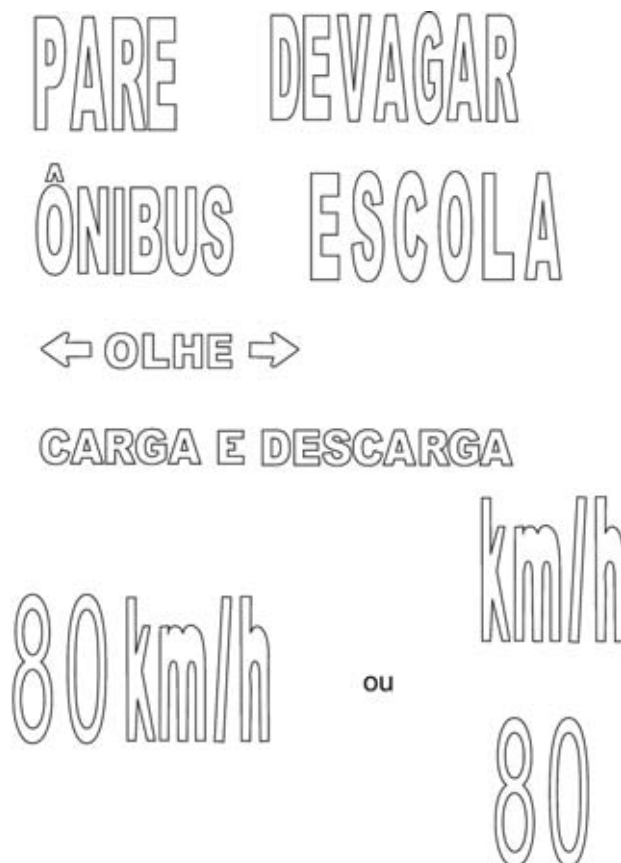 PARE DEVAGAR
ÔNIBUS ESCOLA
OLHE
CARGA E DESCARGA
km/h
80 km/h ou
80